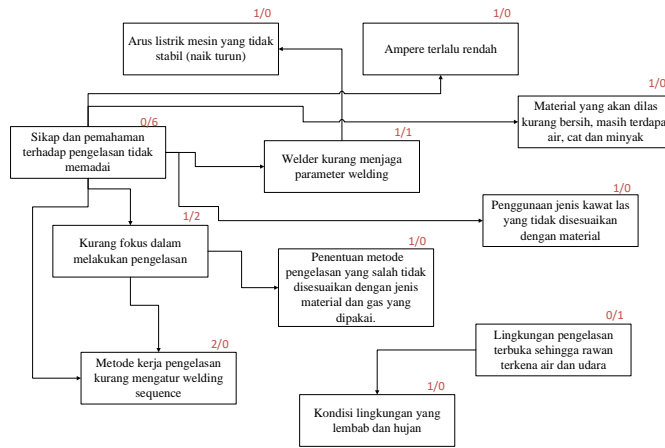 1/0
Arus listrik mesin yang tidak
stabil (naik turun)
1/0
Ampere terlalu rendah
1/0
Material yang akan dilas
kurang bersih, masih terdapa
air, cat dan minyak
0/6
Sikap dan pemahaman
terhadap pengelasan tidak
memadai
1/1
Welder kurang menjaga
parameter welding
1/0
Penggunaan jenis kawat las
yang tidak disesuaikan
dengan material
1/2
Kurang fokus dalam
melakukan pengelasan
1/0
Penentuan metode
pengelasan yang salah tidak
disesuaikan dengan jenis
material dan gas yang
dipakai.
0/1
Lingkungan pengelasan
terbuka sehingga rawan
terkena air dan udara
2/0
Metode kerja pengelasan
kurang mengatur welding
sequence
1/0
Kondisi lingkungan yang
lembab dan hujan